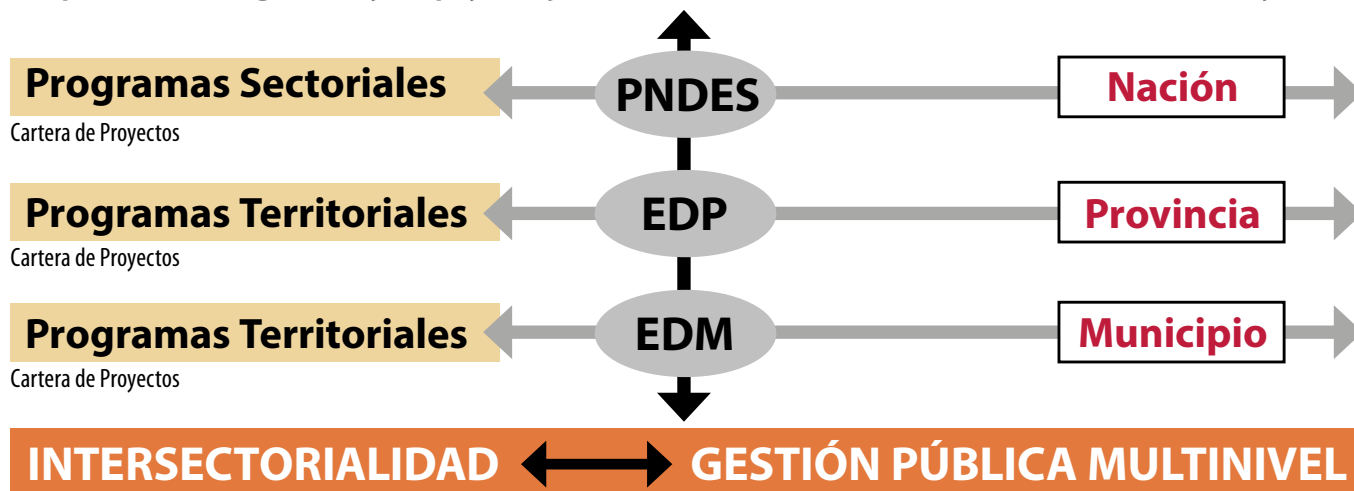 Programas Sectoriales PNDES Nación
Cartera de Proyectos
Programas Territoriales EDP Provincia
Cartera de Proyectos
Programas Territoriales EDM Municipio
Cartera de Proyectos
INTERSECTORIALIDAD GESTIÓN PÚBLICA MULTINIVEL